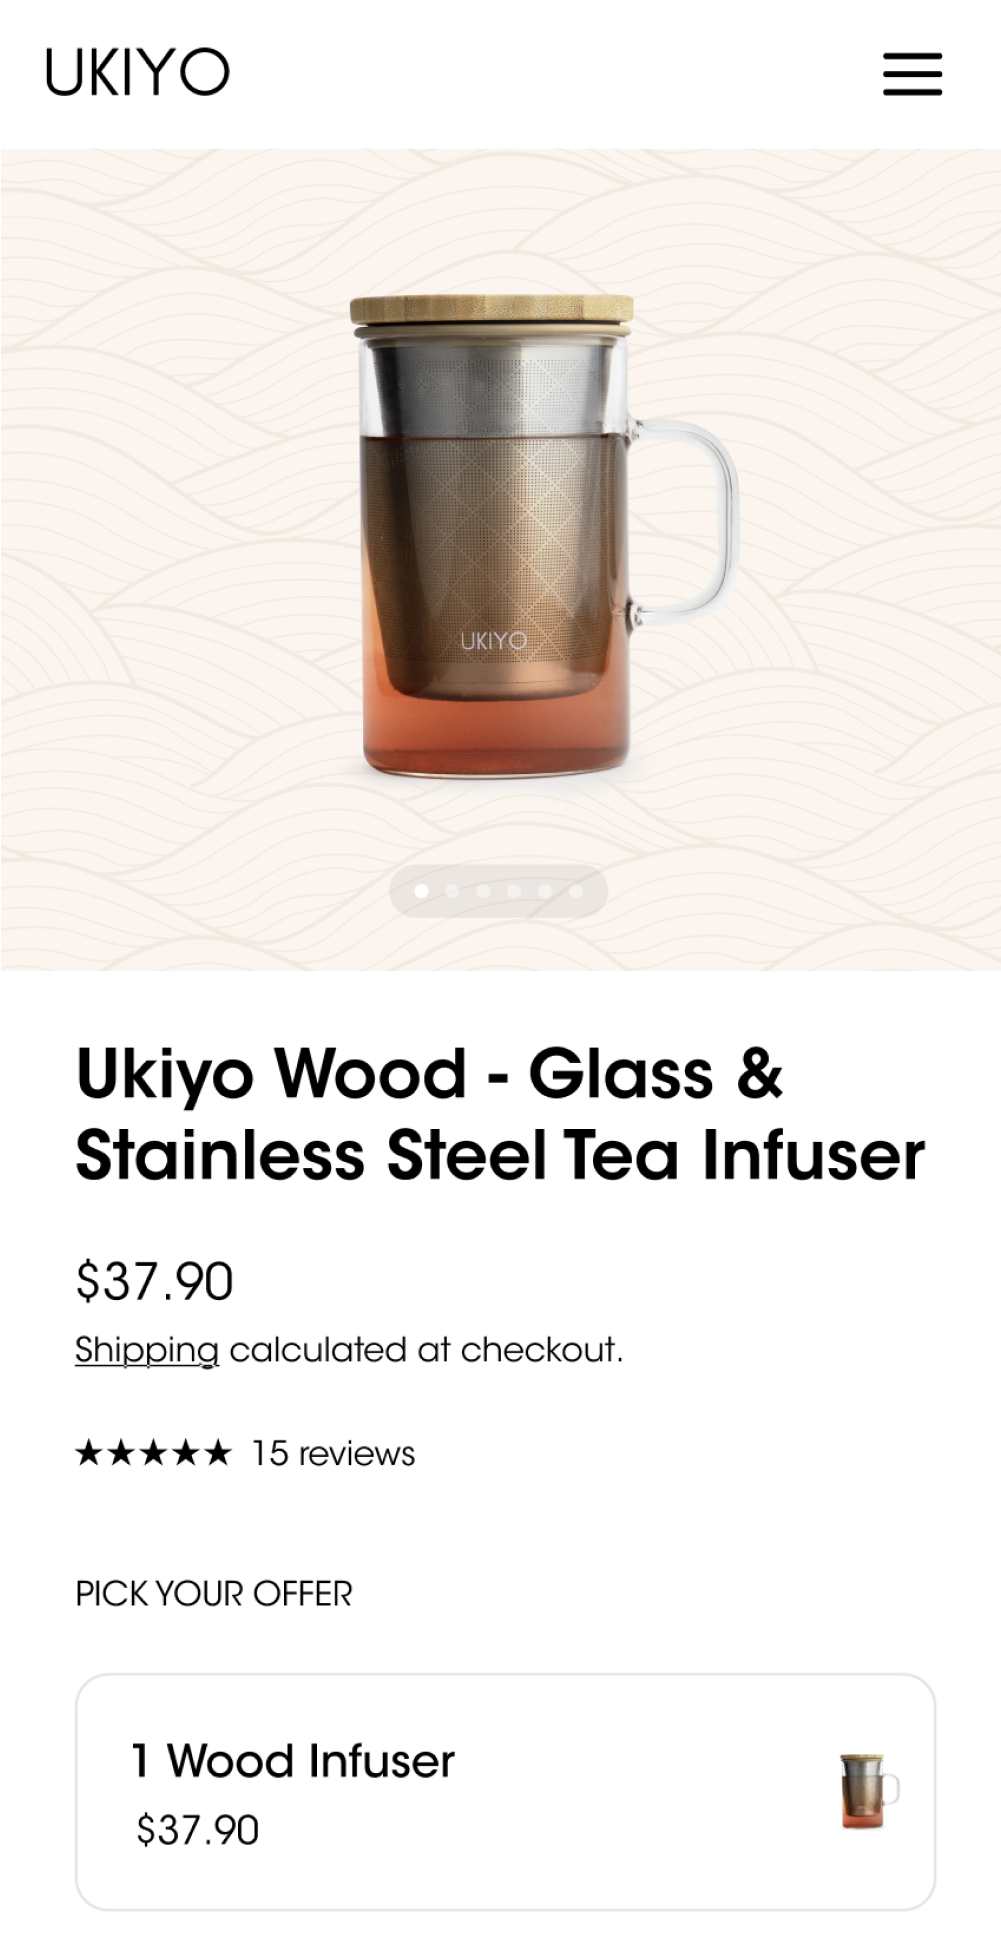 UKIYO
UKIYO
Ukiyo Wood - Glass &
Stainless Steel Tea Infuser
$37.90
Shipping calculated at checkout.
★★★★★ 15 reviews
PICK YOUR OFFER
1 Wood Infuser
$37.90